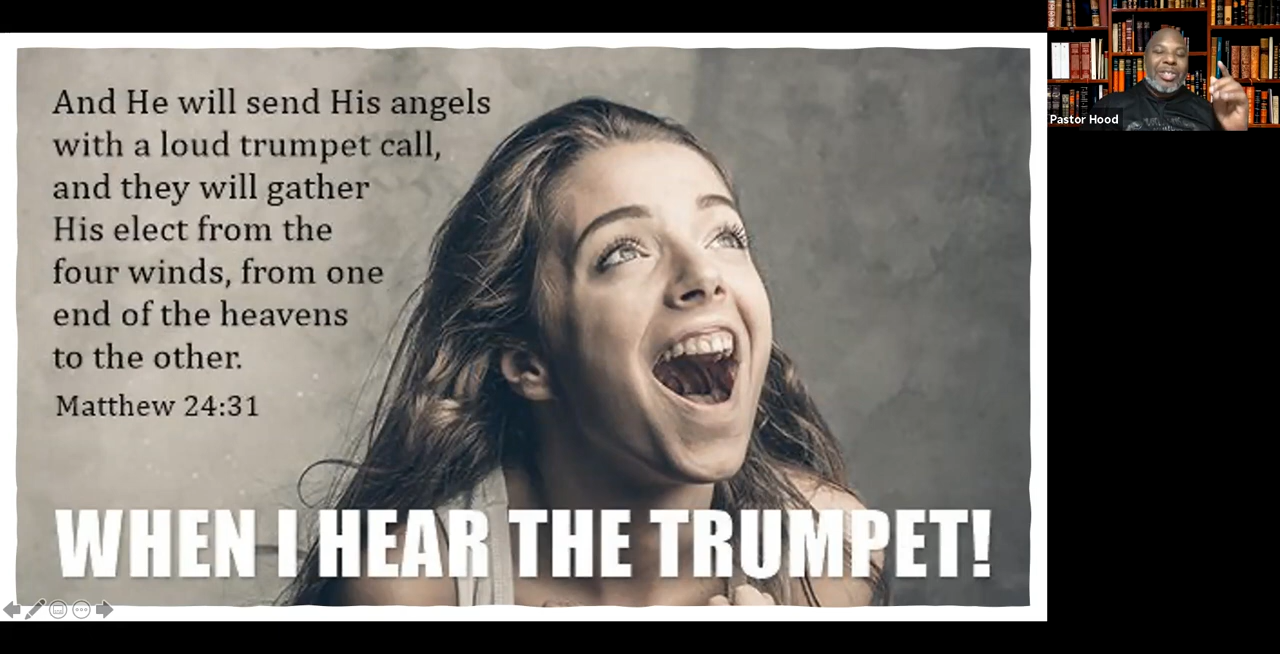 And He will send His angels
with a loud trumpet call,
and they will gather
His elect from the
four winds, from one
end of the heavens
to the other.
Matthew 24:31
WHEN I HEAR THE TRUMPET!
Pastor Hood